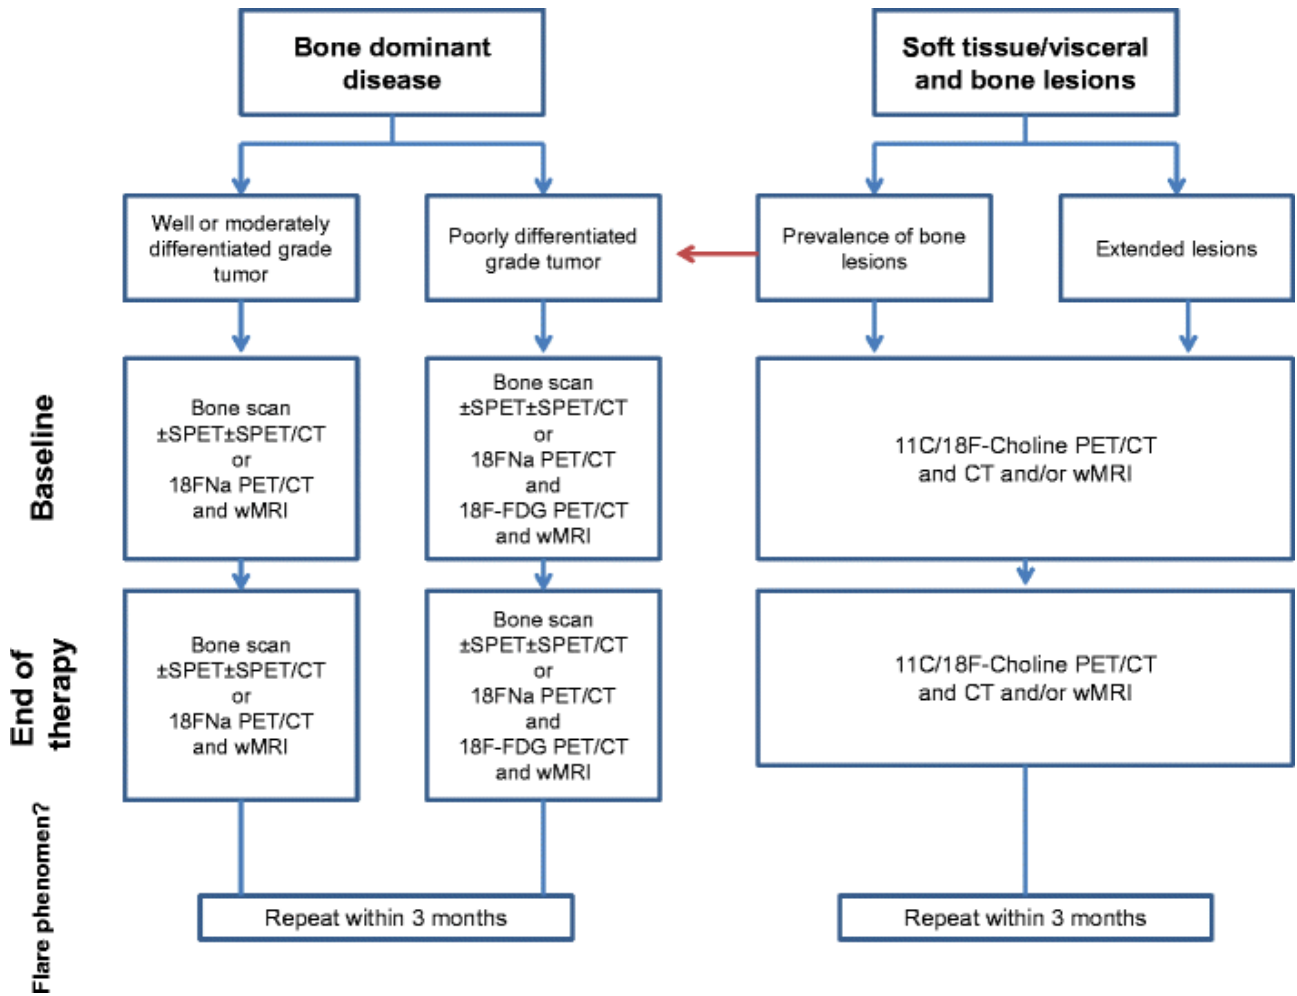 Bone dominant
disease
Soft tissue/visceral
and bone lesions
Well or moderately
differentiated grade
tumor
Poorly differentiated
grade tumor
Prevalence of bone
lesions
Extended lesions
Baseline
Bone scan
±SPET±SPET/CT
or
18FNa PET/CT
and wMRI
Bone scan
±SPET±SPET/CT
or
18FNa PET/CT
and
18F-FDG PET/CT
and wMRI
11C/18F-Choline PET/CT
and CT and/or wMRI
End of
therapy
Bone scan
±SPET±SPET/CT
or
18FNa PET/CT
and wMRI
Bone scan
±SPET±SPET/CT
or
18FNa PET/CT
and
18F-FDG PET/CT
and wMRI
11C/18F-Choline PET/CT
and CT and/or wMRI
Flare phenomen?
Repeat within 3 months
Repeat within 3 months